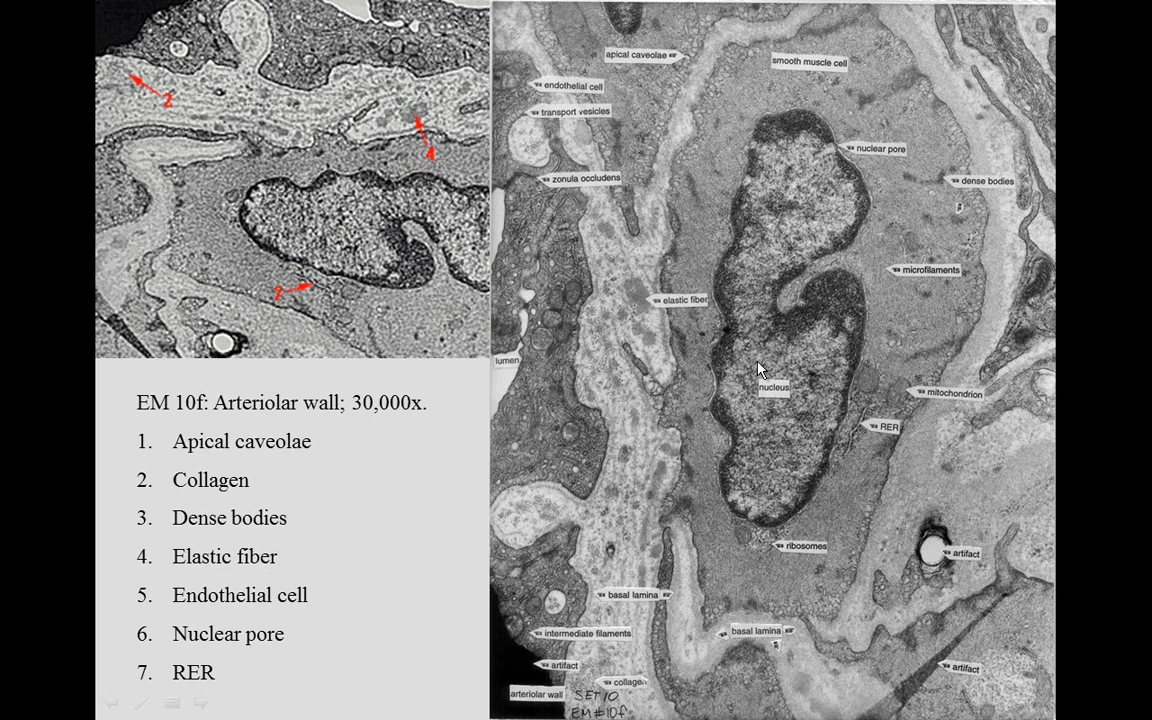 2
4
7
EM 10f: Arteriolar wall; 30,000x.
1. Apical caveolae
2. Collagen
3. Dense bodies
4. Elastic fiber
5. Endothelial cell
6. Nuclear pore
7. RER
apical caveolae
smooth muscle cell
endothelial cell
transport vesicles
nuclear pore
zonula occludens
dense bodies
microfilaments
elastic fiber
lumen
nucleus
mitochondrion
RER
ribosomes
artifact
basal lamina
basal lamina
intermediate filaments
artifact
artifact
collagen
arteriolar wall
SET 10
EM #10f